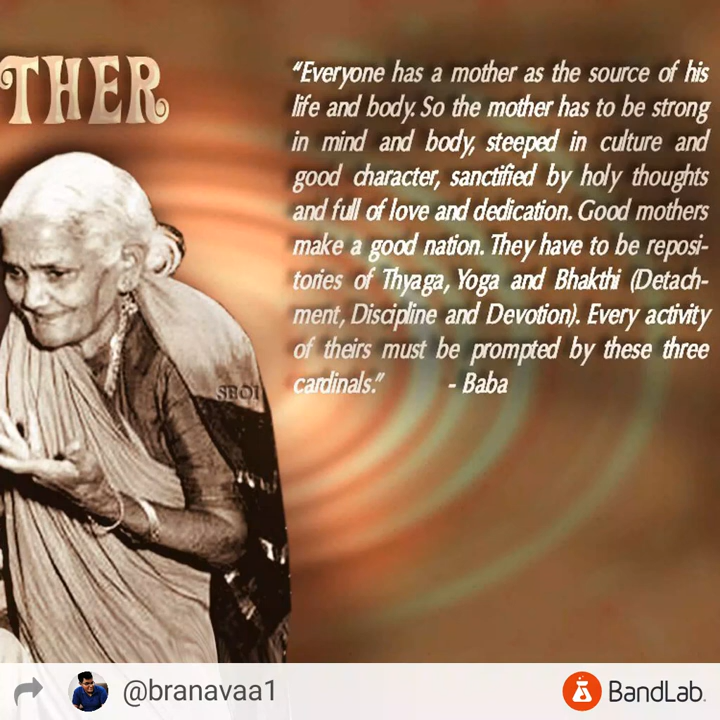 THER
“Everyone has a mother as the source of his
life and body. So the mother has to be strong
in mind and body, steeped in culture and
good character, sanctified by holy thoughts
and full of love and dedication. Good mothers
make a good nation. They have to be reposi-
tories of Thyaga, Yoga and Bhakthi (Detach-
ment, Discipline and Devotion). Every activity
of theirs must be prompted by these three
cardinals.” - Baba
SBOI
@branavaa1
BandLab.